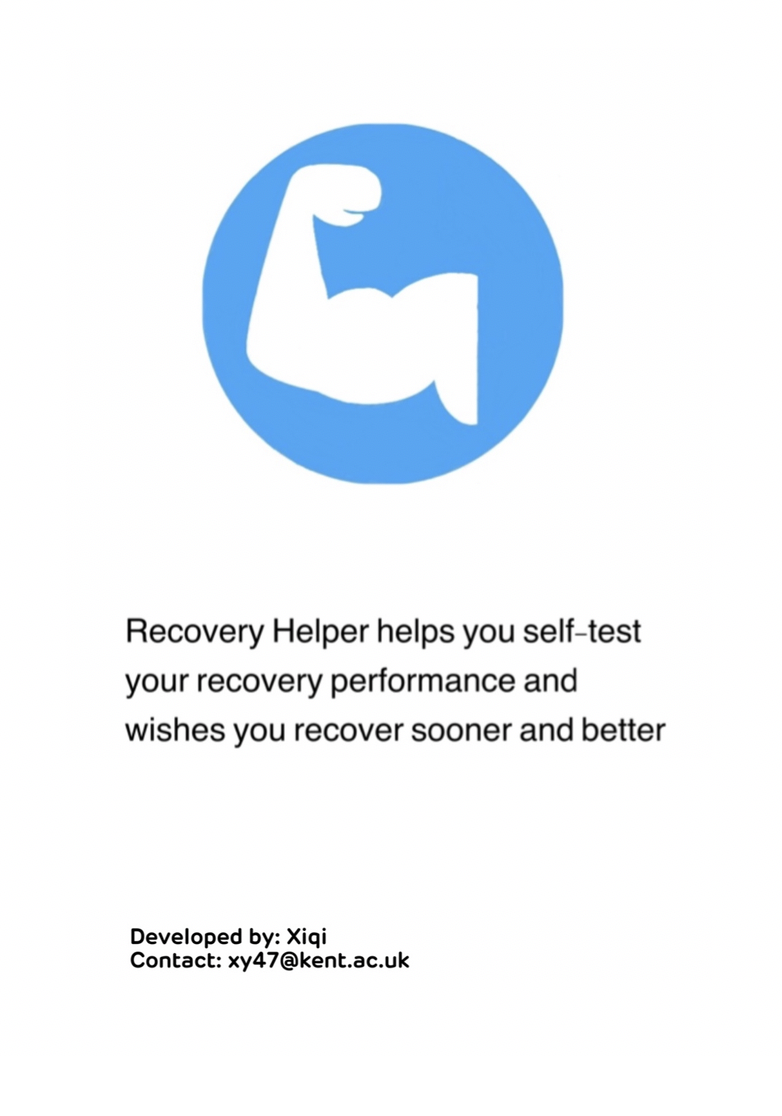 Recovery Helper helps you self-test
your recovery performance and
wishes you recover sooner and better
Developed by: Xiqi
Contact: xy47@kent.ac.uk